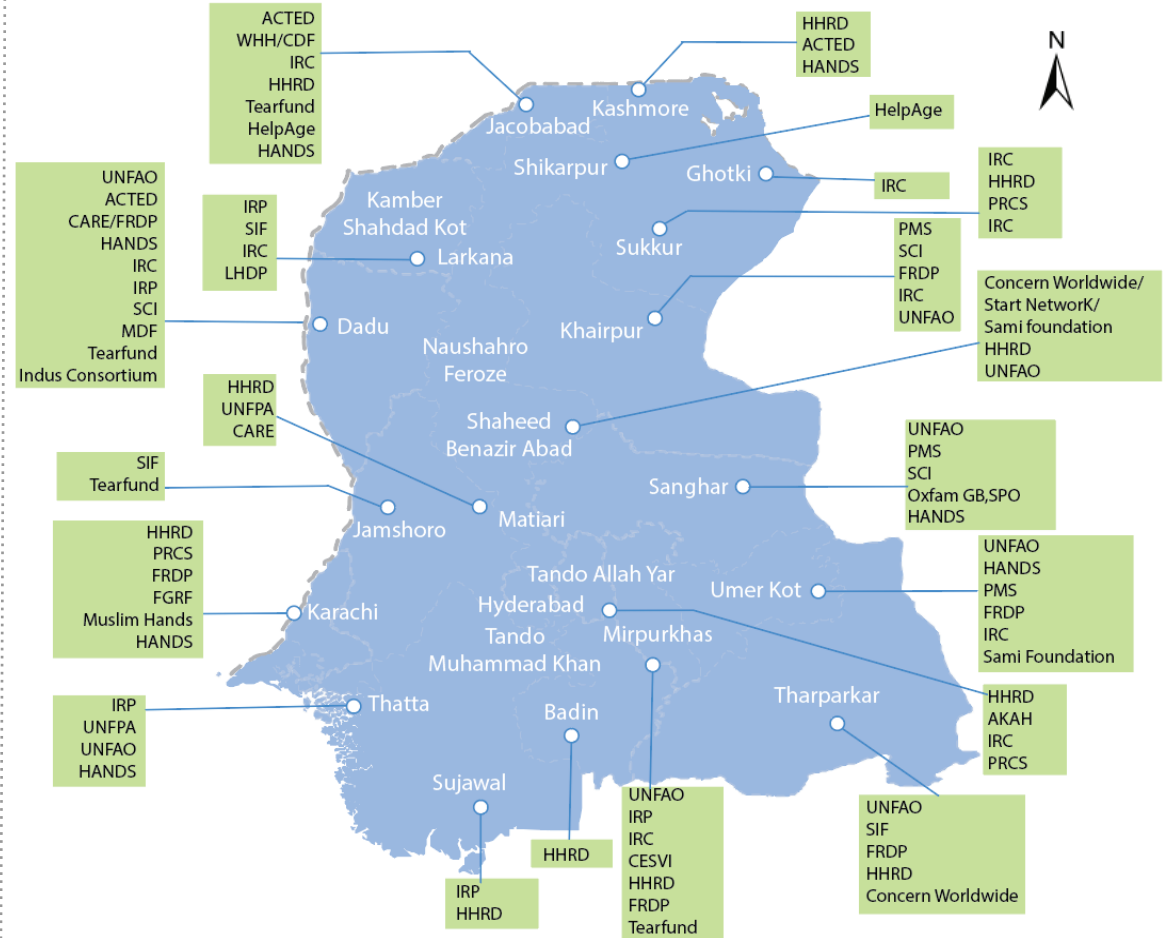 ACTED
WHH/CDF
IRC
HHRD
Tearfund
HelpAge
HANDS
HHRD
ACTED
HANDS
N
Kashmore
Jacobabad
HelpAge
Shikarpur
Ghotki
IRC
IRC
HHRD
PRCS
IRC
UNFAO
ACTED
CARE/FRDP
HANDS
IRC
IRP
SCI
MDF
Tearfund
Indus Consortium
IRP
SIF
IRC
LHDP
Kamber
Shahdad Kot
Larkana
Sukkur
PMS
SCI
FRDP
IRC
UNFAO
Concern Worldwide/
Start NetworK/
Sami foundation
HHRD
UNFAO
Dadu
Khairpur
Naushahro
Feroze
HHRD
UNFPA
CARE
Shaheed
Benazir Abad
UNFAO
PMS
SCI
Oxfam GB,SPO
HANDS
SIF
Tearfund
Sanghar
Jamshoro
Matiari
HHRD
PRCS
FRDP
FGRF
Muslim Hands
HANDS
UNFAO
HANDS
PMS
FRDP
IRC
Sami Foundation
Tando Allah Yar
Umer Kot
Hyderabad
Karachi
Tando
Muhammad Khan
Mirpurkhas
HHRD
AKAH
IRC
PRCS
IRP
UNFPA
UNFAO
HANDS
Thatta
Badin
Tharparkar
Sujawal
UNFAO
IRP
IRC
CESVI
HHRD
FRDP
Tearfund
UNFAO
SIF
FRDP
HHRD
Concern Worldwide
HHRD
IRP
HHRD